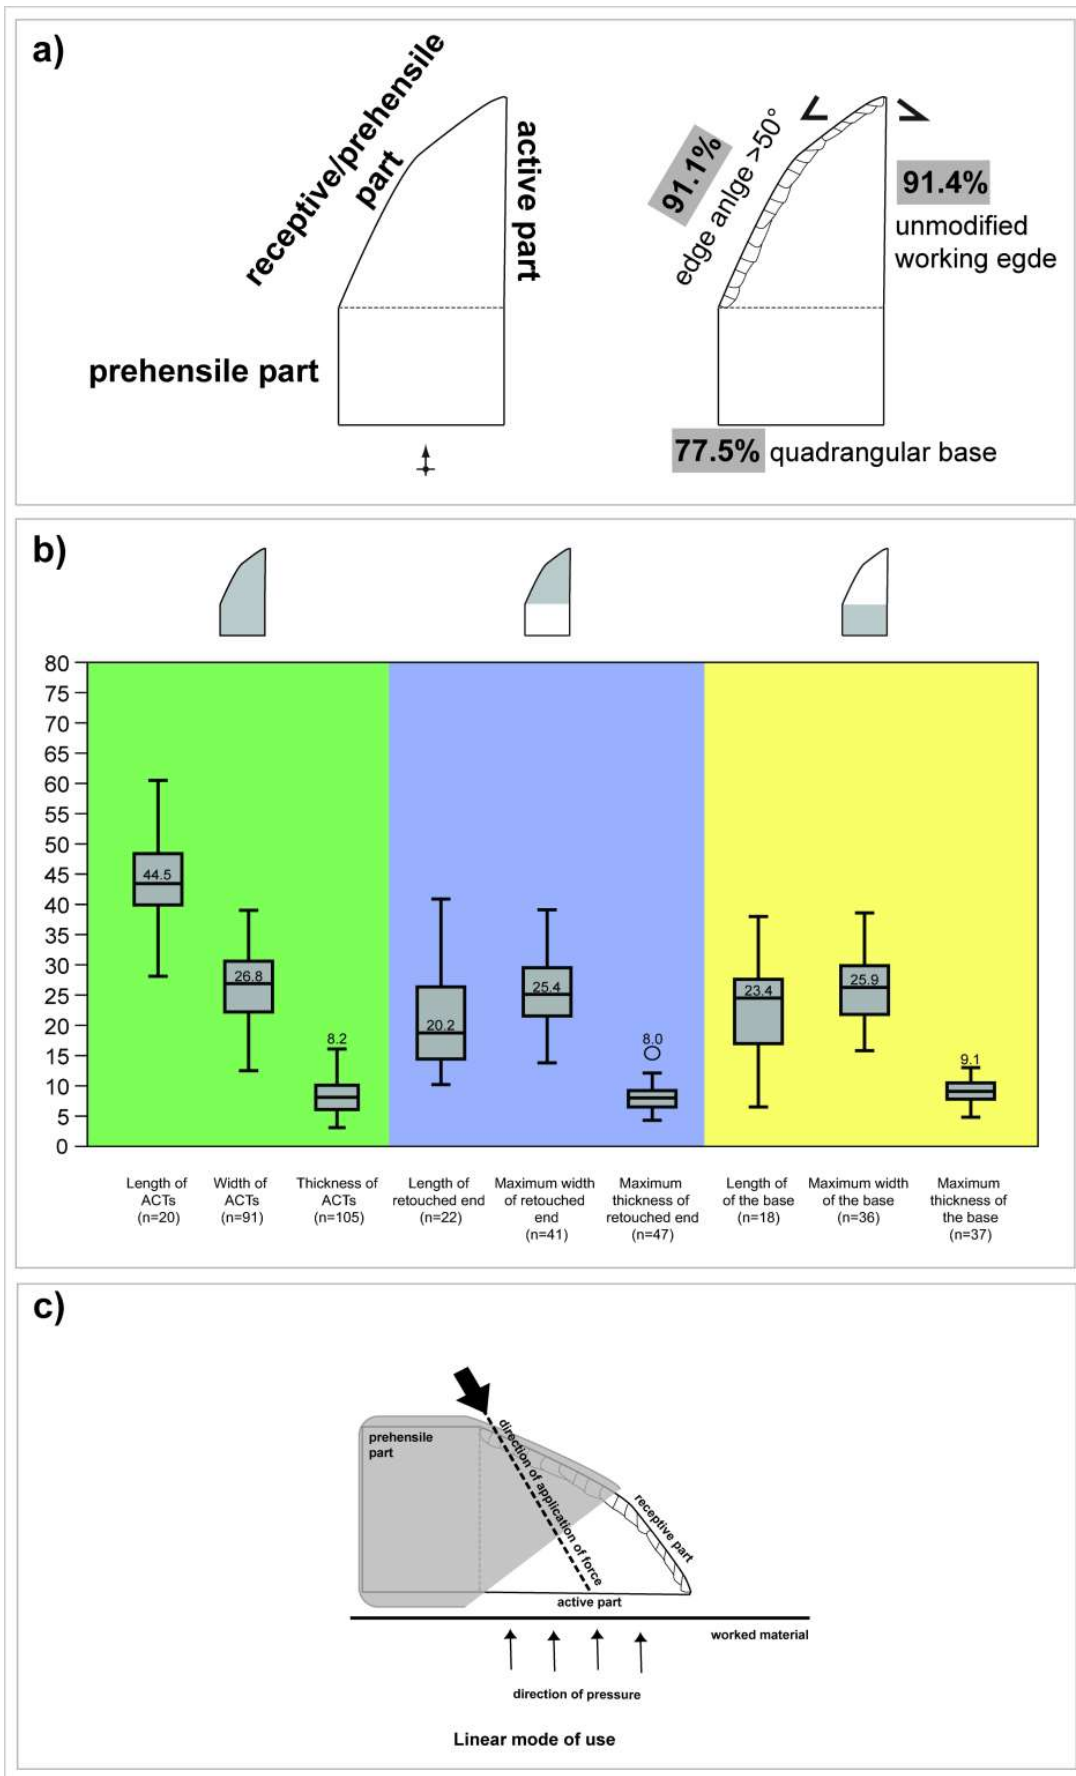 a)
receptive/prehensile
part
active part
prehensile part
91.1%
edge anlge >50°
< >
91.4%
unmodified
working egde
77.5% quadrangular base
b)
80
75
70
65
60
55
50
45
40
35
30
25
20
15
10
5
0
44.5
26.8
8.2
20.2
25.4
8.0
23.4
25.9
9.1
Length of
ACTs
(n=20)
Width of
ACTs
(n=91)
Thickness of
ACTs
(n=105)
Length of
retouched end
(n=22)
Maximum width
of retouched
end
(n=41)
Maximum
thickness of
retouched end
(n=47)
Length of
of the base
(n=18)
Maximum width
of the base
(n=36)
Maximum
thickness of
the base
(n=37)
c)
prehensile
part
direction of application of force
receptive part
active part
worked material
direction of pressure
Linear mode of use